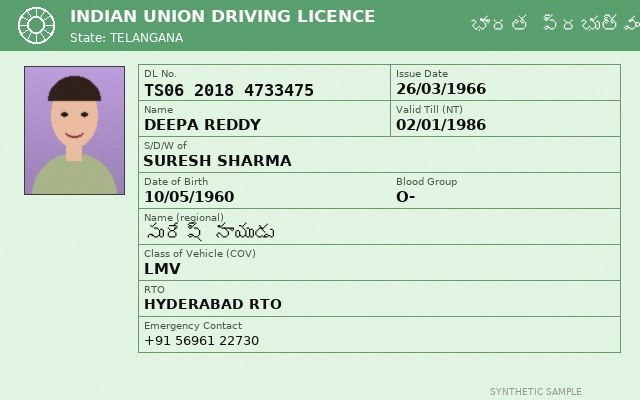 INDIAN UNION DRIVING LICENCE
భారత ప్రభుత్వం
State: TELANGANA
DL No.
TS06 2018 4733475
Issue Date
26/03/1966
Name
DEEPA REDDY
Valid Till (NT)
02/01/1986
S/D/W of
SURESH SHARMA
Date of Birth
10/05/1960
Blood Group
O-
Name (regional)
సురేష్ నాయుడు
Class of Vehicle (COV)
LMV
RTO
HYDERABAD RTO
Emergency Contact
+91 56961 22730
SYNTHETIC SAMPLE